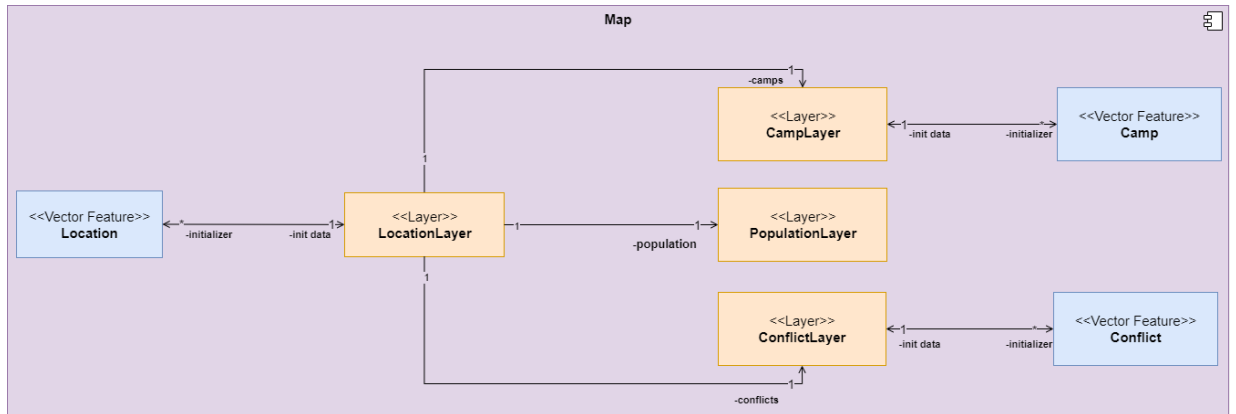 Map
1
-camps
<<Layer>>
CampLayer
1
-init data
*
-initializer
<<Vector Feature>>
Camp
1
<<Vector Feature>>
Location
*
-initializer
1
-init data
<<Layer>>
LocationLayer
1
1
-population
<<Layer>>
PopulationLayer
1
<<Layer>>
ConflictLayer
1
-init data
*
-initializer
<<Vector Feature>>
Conflict
1
-conflicts